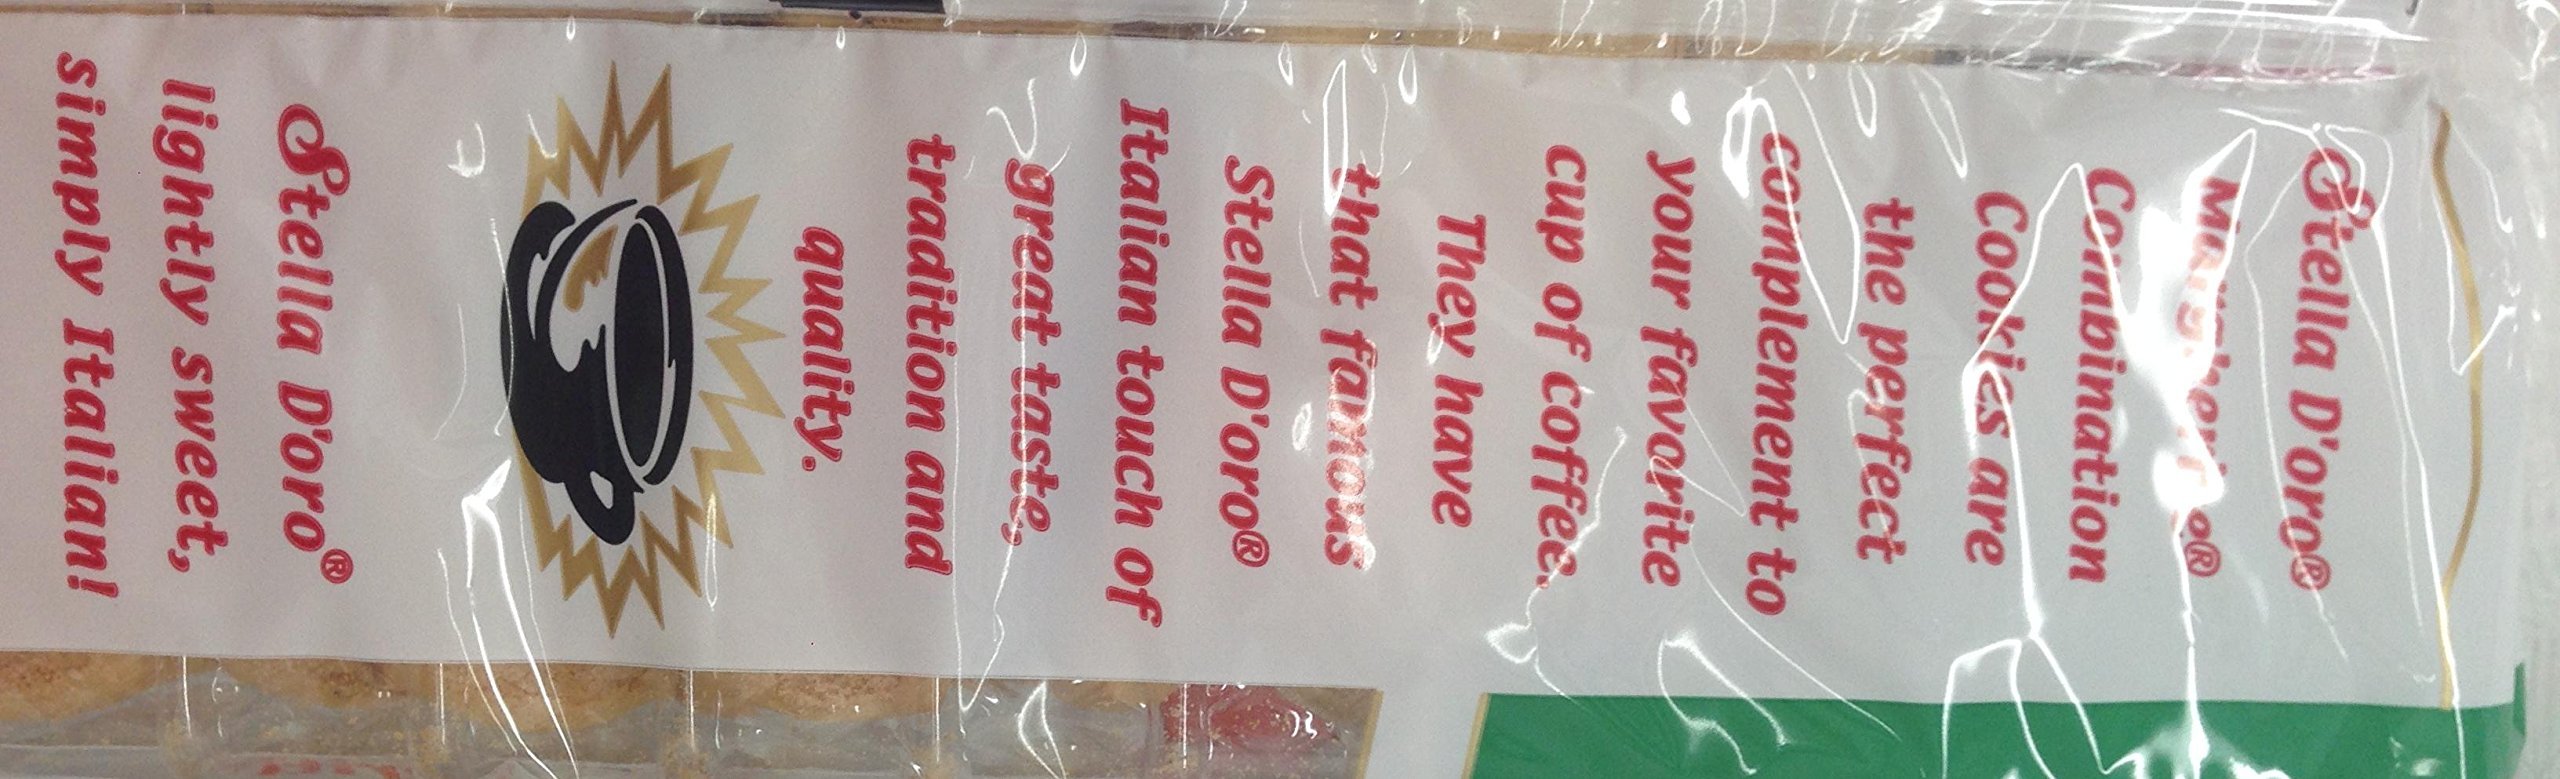 Stella D'oro®
Margherite®
Combination
Cookies are
the perfect
complement to
your favorite
cup of coffee.
They have
that famous
Stella D'oro®
Italian touch of
great taste,
tradition and
quality.
Stella D'oro®
lightly sweet,
simply Italian!